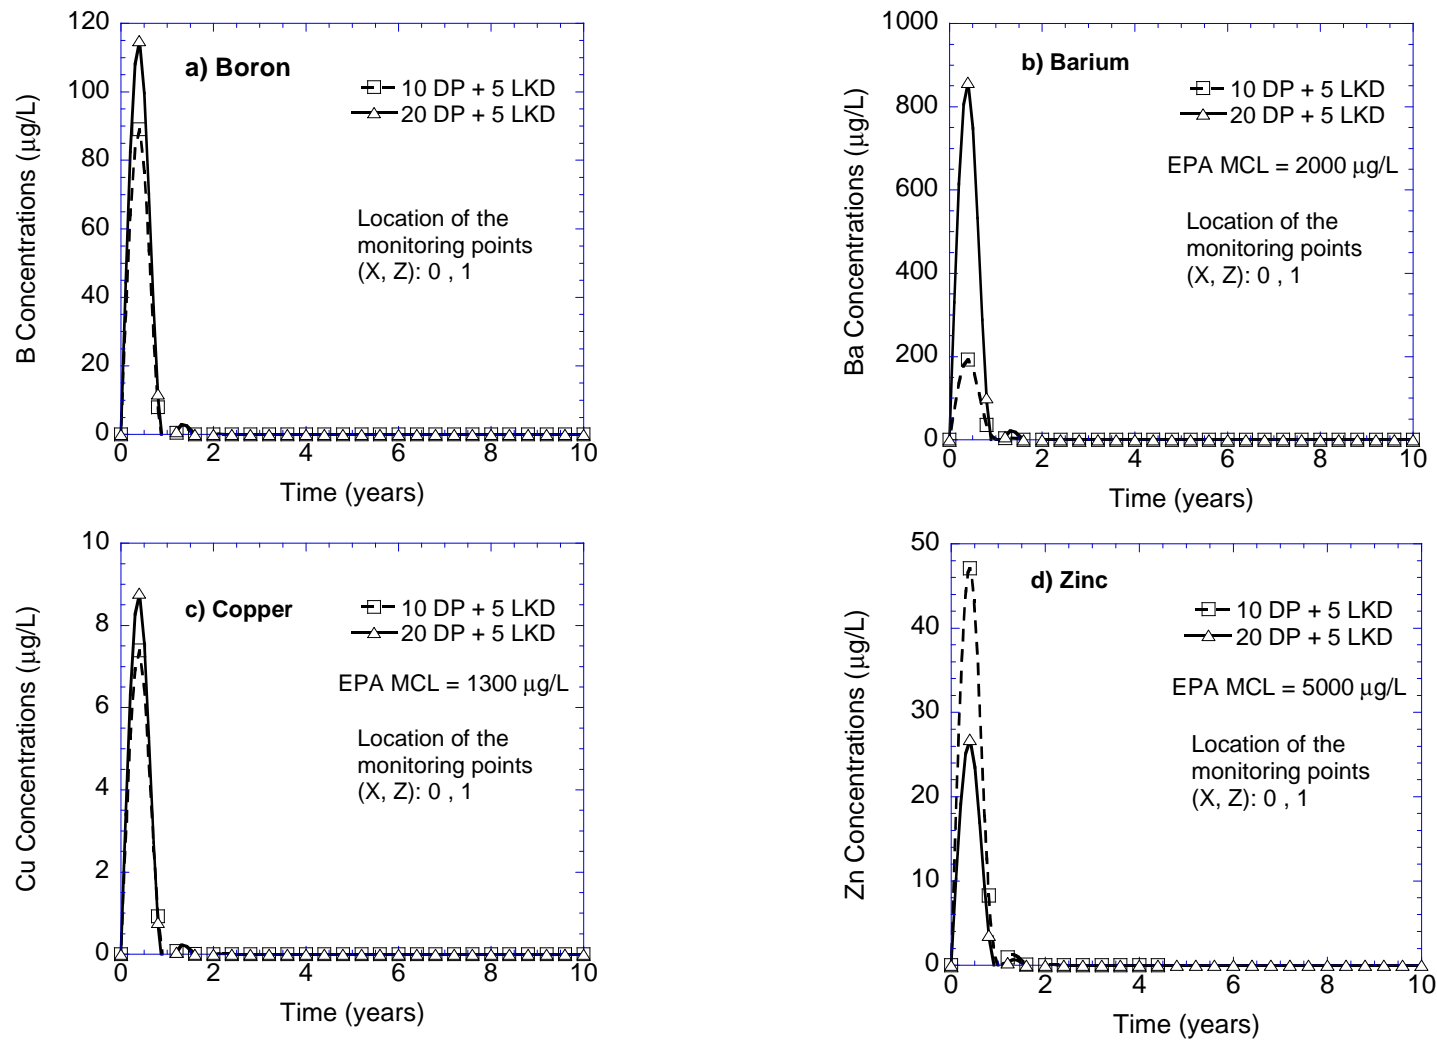 a) Boron
10 DP + 5 LKD
20 DP + 5 LKD
Location of the
monitoring points
(X, Z): 0 , 1
B Concentrations (μg/L)
120
100
80
60
40
20
0
0 2 4 6 8 10
Time (years)
b) Barium
10 DP + 5 LKD
20 DP + 5 LKD
EPA MCL = 2000 μg/L
Location of the
monitoring points
(X, Z): 0 , 1
Ba Concentrations (μg/L)
1000
800
600
400
200
0
0 2 4 6 8 10
Time (years)
c) Copper
10 DP + 5 LKD
20 DP + 5 LKD
EPA MCL = 1300 μg/L
Location of the
monitoring points
(X, Z): 0 , 1
Cu Concentrations (μg/L)
10
8
6
4
2
0
0 2 4 6 8 10
Time (years)
d) Zinc
10 DP + 5 LKD
20 DP + 5 LKD
EPA MCL = 5000 μg/L
Location of the
monitoring points
(X, Z): 0 , 1
Zn Concentrations (μg/L)
50
40
30
20
10
0
0 2 4 6 8 10
Time (years)